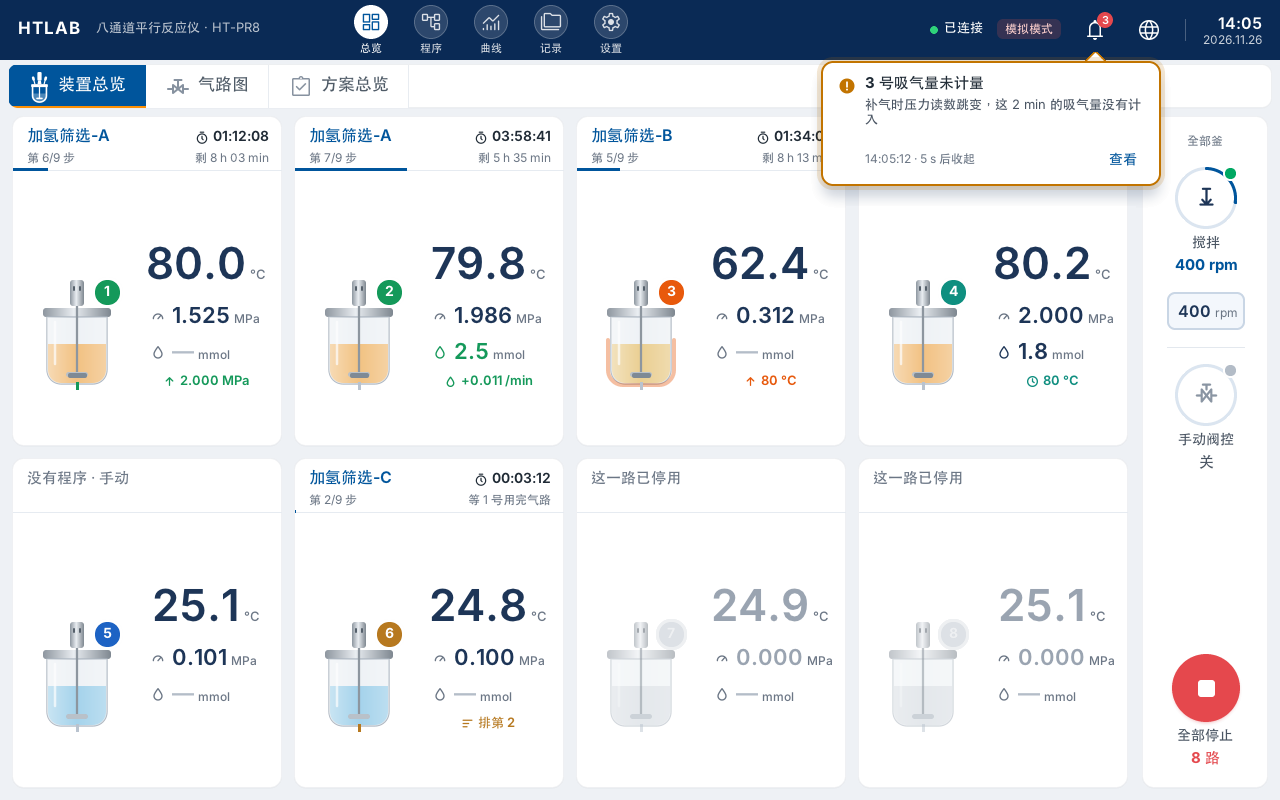 HTLAB
八通道平行反应仪 · HT-PR8
总览
程序
曲线
记录
设置
已连接
模拟模式
3
14:05
2026.11.26
装置总览
气路图
方案总览
3 号吸气量未计量
补气时压力读数跳变，这 2 min 的吸气量没有计
入
14:05:12 · 5 s 后收起
查看
加氢筛选-A
01:12:08
第 6/9 步
剩 8 h 03 min
80.0 °C
1
1.525 MPa
— mmol
↑ 2.000 MPa
加氢筛选-A
03:58:41
第 7/9 步
剩 5 h 35 min
79.8 °C
2
1.986 MPa
2.5 mmol
+0.011 /min
加氢筛选-B
01:34:0
第 5/9 步
剩 8 h 13 m
62.4 °C
3
0.312 MPa
— mmol
↑ 80 °C
80.2 °C
4
2.000 MPa
1.8 mmol
80 °C
没有程序 · 手动
25.1 °C
5
0.101 MPa
— mmol
加氢筛选-C
00:03:12
第 2/9 步
等 1 号用完气路
24.8 °C
6
0.100 MPa
— mmol
排第 2
这一路已停用
24.9 °C
7
0.000 MPa
— mmol
这一路已停用
25.1 °C
8
0.000 MPa
— mmol
全部釜
搅拌
400 rpm
400 rpm
手动阀控
关
全部停止
8 路